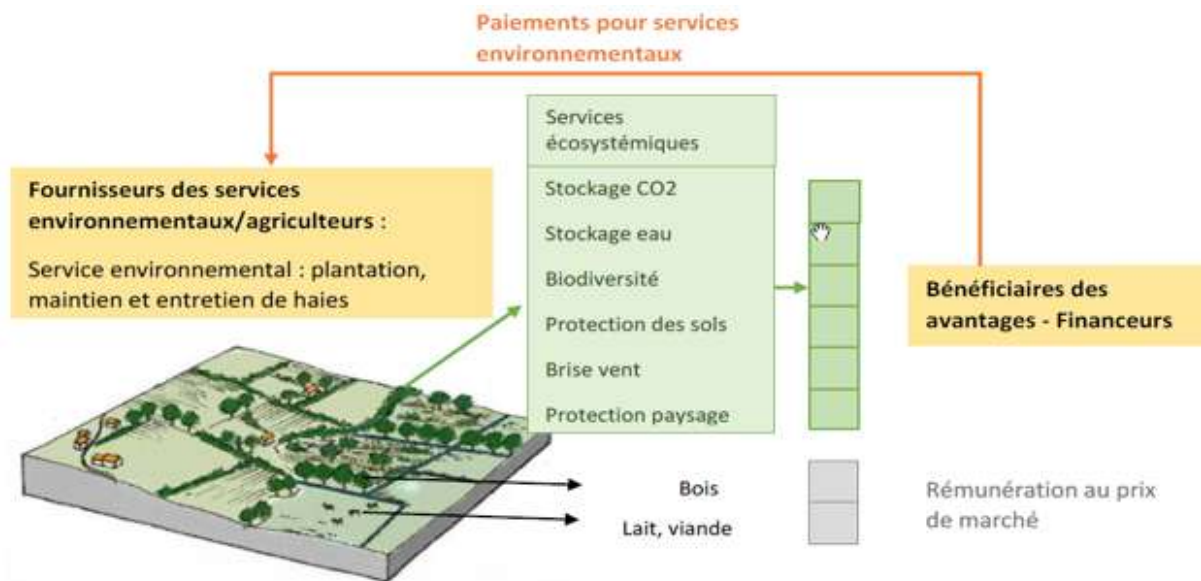 Paiements pour services
environnementaux
Services
écosystémiques
Fournisseurs des services
environnementaux/agriculteurs :
Service environnemental : plantation,
maintien et entretien de haies
Stockage CO2
Stockage eau
Biodiversité
Protection des sols
Brise vent
Protection paysage
Bénéficiaires des
avantages - Financeurs
Bois
Lait, viande
Rémunération au prix
de marché